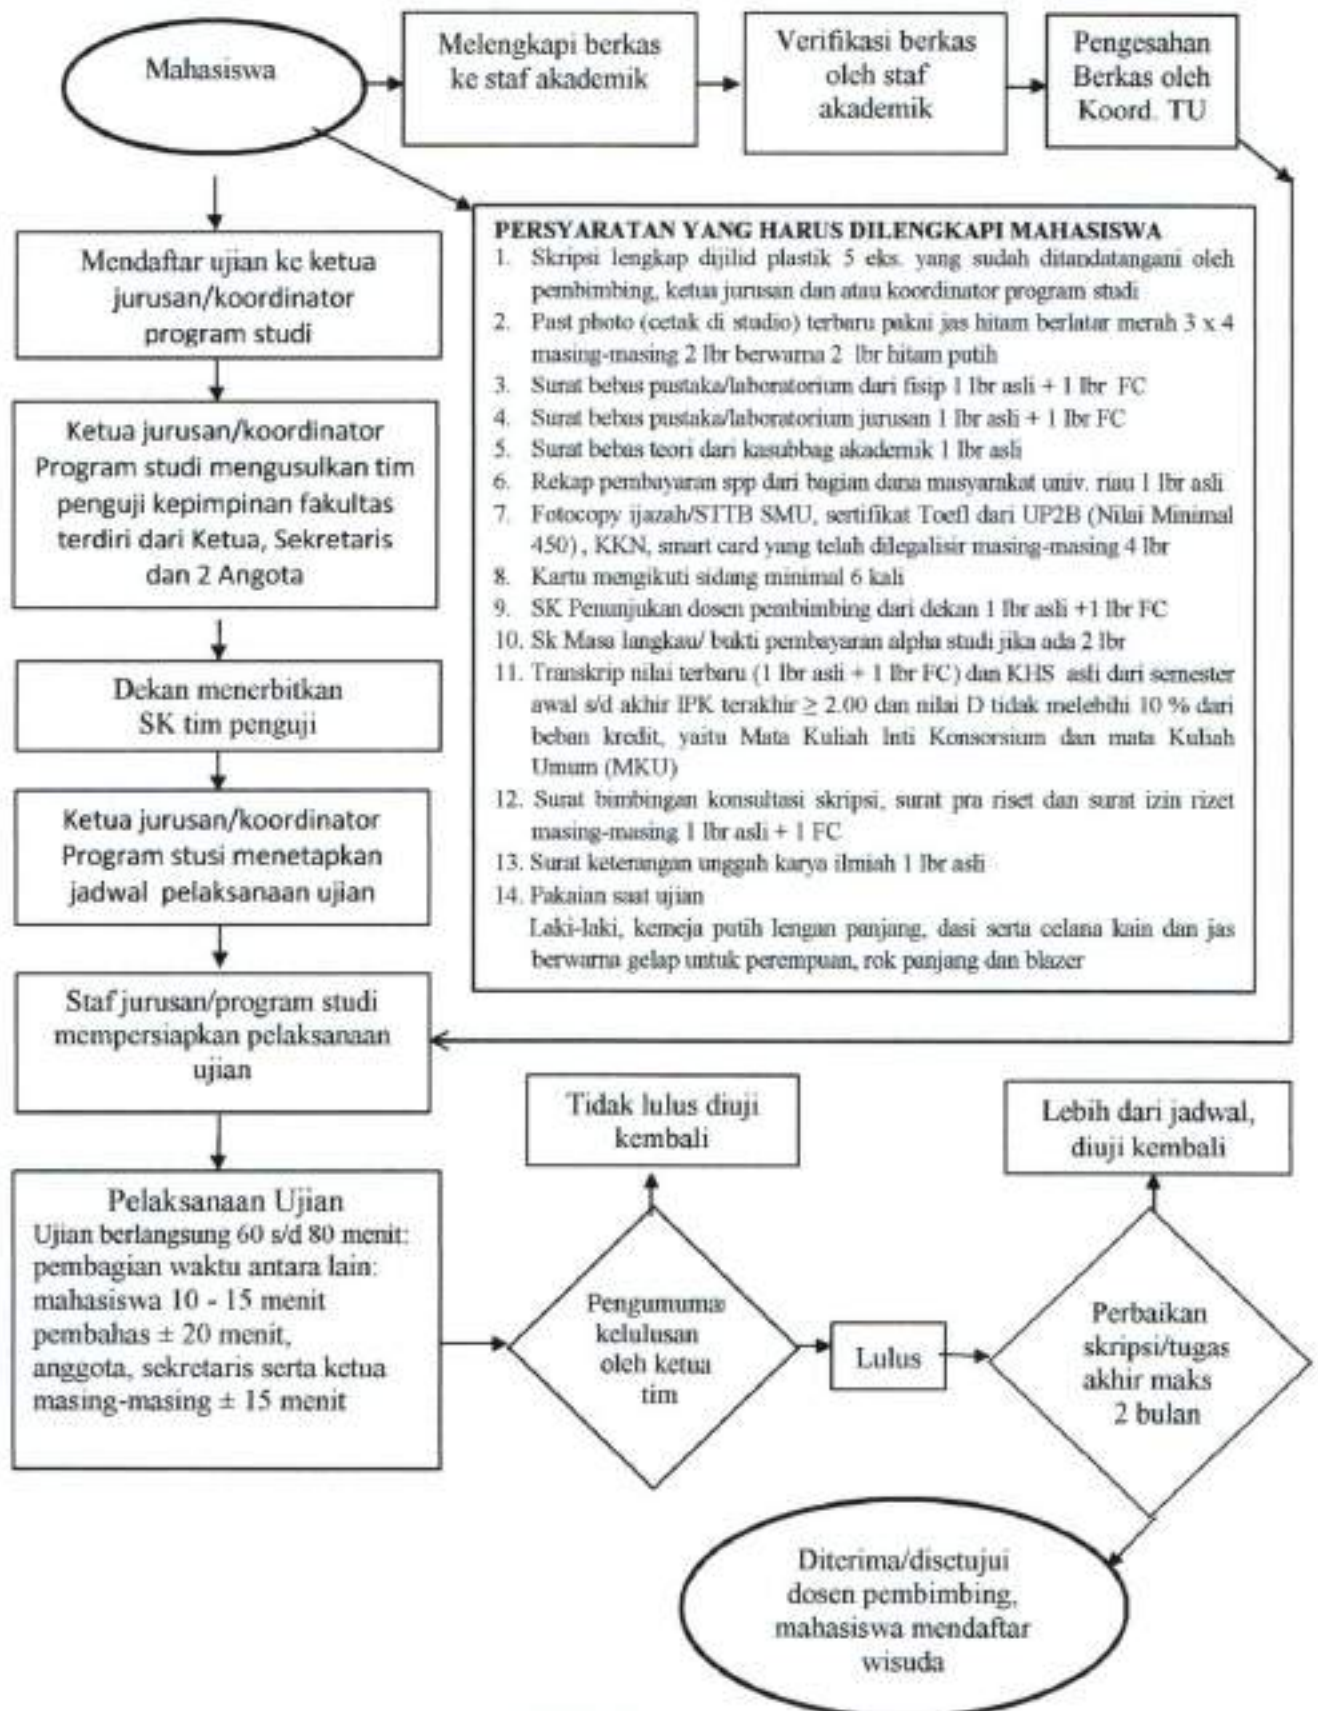 Mahasiswa
Melengkapi berkas
ke staf akademik
Verifikasi berkas
oleh staf
akademik
Pengesahan
Berkas oleh
Koord. TU
Mendaftar ujian ke ketua
jurusan/koordinator
program studi
Ketua jurusan/koordinator
Program studi mengusulkan tim
penguji kepimpinan fakultas
terdiri dari Ketua, Sekretaris
dan 2 Angota
Dekan menerbitkan
SK tim penguji
Ketua jurusan/koordinator
Program stusi menetapkan
jadwal pelaksanaan ujian
Staf jurusan/program studi
mempersiapkan pelaksanaan
ujian
PERSYARATAN YANG HARUS DILENGKAPI MAHASISWA
1. Skripsi lengkap dijilid plastik 5 eks. yang sudah ditandatangani oleh
pembimbing, ketua jurusan dan atau koordinator program studi
2. Past photo (cetak di studio) terbaru pakai jas hitam berlatar merah 3 x 4
masing-masing 2 lbr berwarna 2 lbr hitam putih
3. Surat bebas pustaka/laboratorium dari fisip 1 lbr asli + 1 lbr FC
4. Surat bebas pustaka/laboratorium jurusan 1 lbr asli + 1 lbr FC
5. Surat bebas teori dari kasubbag akademik 1 lbr asli
6. Rekap pembayaran spp dari bagian dana masyarakat univ. riau 1 lbr asli
7. Fotocopy ijazah/STTB SMU, sertifikat Toefl dari UP2B (Nilai Minimal
450) , KKN, smart card yang telah dilegalisir masing-masing 4 lbr
8. Kartu mengikuti sidang minimal 6 kali
9. SK Penunjukan dosen pembimbing dari dekan 1 lbr asli +1 lbr FC
10. Sk Masa langkau/ bukti pembayaran alpha studi jika ada 2 lbr
11. Transkrip nilai terbaru (1 lbr asli + 1 lbr FC) dan KHS asli dari semester
awal s/d akhir IPK terakhir ≥ 2.00 dan nilai D tidak melebihi 10 % dari
beban kredit, yaitu Mata Kuliah Inti Konsorsium dan mata Kuliah
Umum (MKU)
12. Surat bimbingan konsultasi skripsi, surat pra riset dan surat izin rizet
masing-masing 1 lbr asli + 1 FC
13. Surat keterangan unggah karya ilmiah 1 lbr asli
14. Pakaian saat ujian
Laki-laki, kemeja putih lengan panjang, dasi serta celana kain dan jas
berwarna gelap untuk perempuan, rok panjang dan blazer
Pelaksanaan Ujian
Ujian berlangsung 60 s/d 80 menit:
pembagian waktu antara lain:
mahasiswa 10 - 15 menit
pembahas ± 20 menit,
anggota, sekretaris serta ketua
masing-masing ± 15 menit
Tidak lulus diuji
kembali
Pengumuma
kelulusan
oleh ketua
tim
Lulus
Lebih dari jadwal,
diuji kembali
Perbaikan
skripsi/tugas
akhir maks
2 bulan
Diterima/disetujui
dosen pembimbing,
mahasiswa mendaftar
wisuda